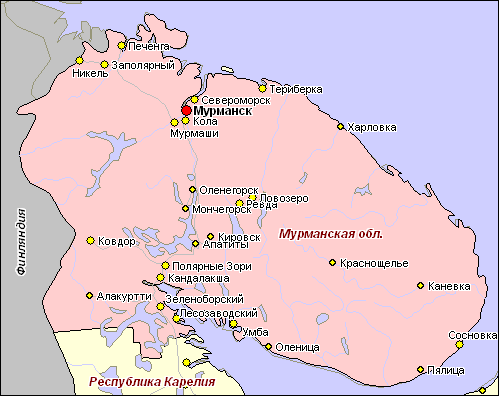 Печенга
Никель
Заполярный
Североморск
Териберка
Мурманск
Кола
Мурмаши
Харловка
Оленегорск
Ловозеро
Ревда
Мончегорск
Финляндия
Ковдор
Кировск
Апатиты
Мурманская обл.
Полярные Зори
Краснощелье
Кандалакша
Каневка
Алакуртти
Зеленоборский
Лесозаводский
Умба
Сосновка
Оленица
Пялица
Республика Карелия